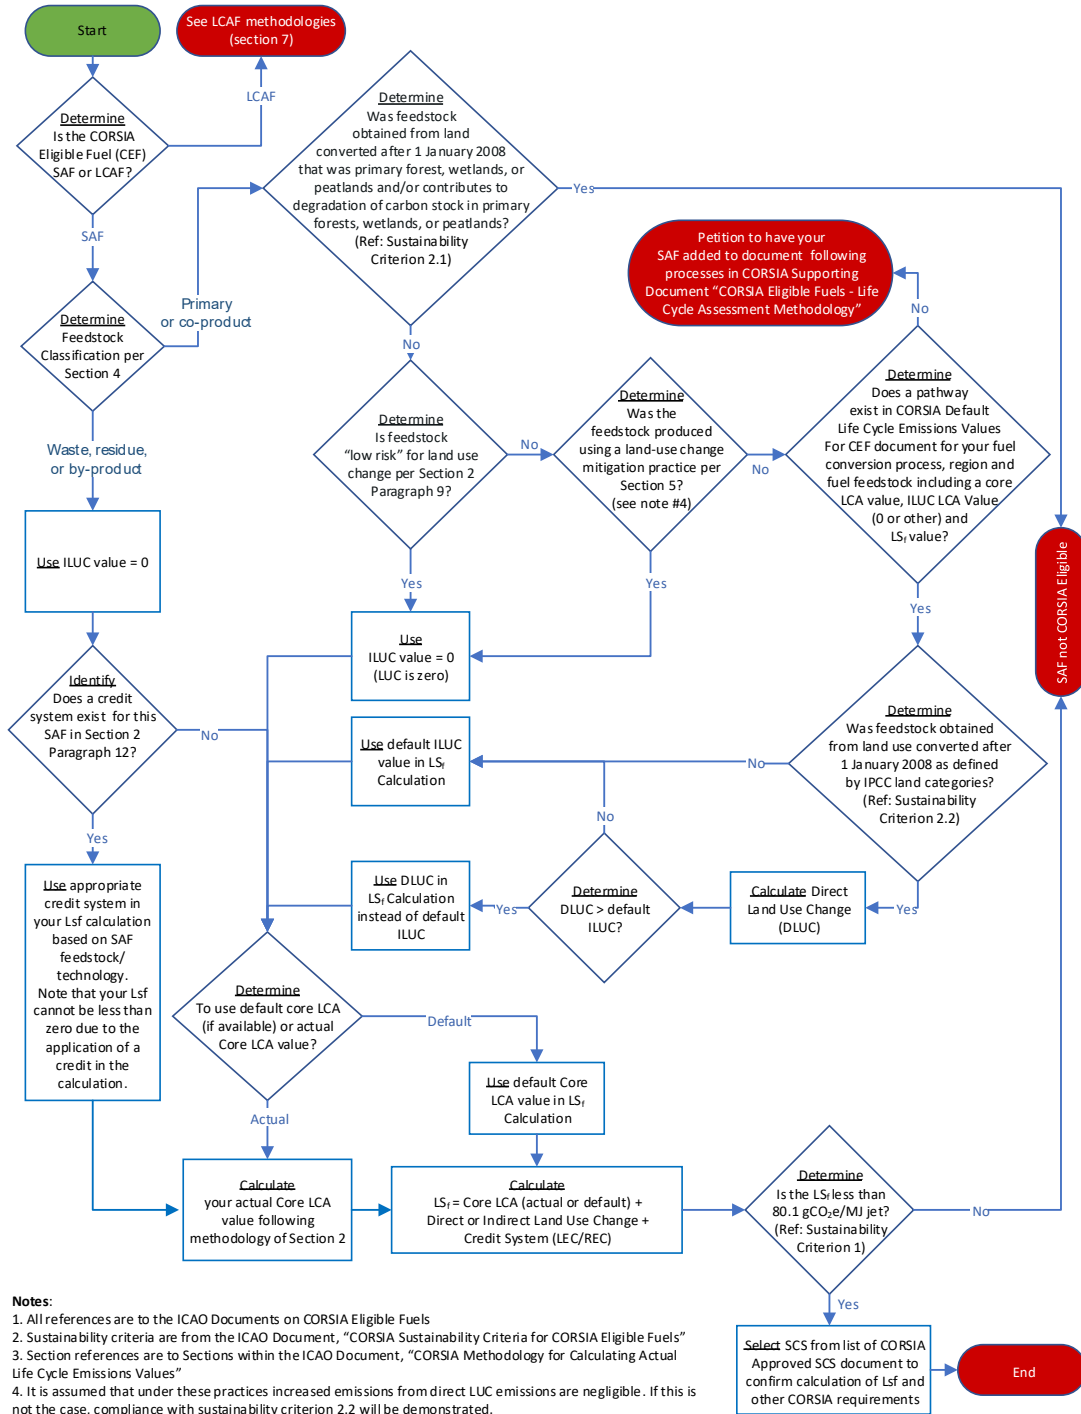 Start
See LCAF methodologies
(section 7)
LCAF
Determine
Is the CORSIA
Eligible Fuel (CEF)
SAF or LCAF?
SAF
Determine
Was feedstock
obtained from land
converted after 1 January 2008
that was primary forest, wetlands, or
peatlands and/or contributes to
degradation of carbon stock in primary
forests, wetlands, or peatlands?
(Ref: Sustainability
Criterion 2.1)
Yes
No
Determine
Feedstock
Classification per
Section 4
Primary
or co-product
Waste, residue,
or by-product
Petition to have your
SAF added to document following
processes in CORSIA Supporting
Document “CORSIA Eligible Fuels - Life
Cycle Assessment Methodology”
No
Determine
Is feedstock
“low risk” for land use
change per Section 2
Paragraph 9?
No
Yes
Determine
Was the
feedstock produced
using a land-use change
mitigation practice per
Section 5?
(see note #4)
No
Yes
Determine
Does a pathway
exist in CORSIA Default
Life Cycle Emissions Values
For CEF document for your fuel
conversion process, region and
fuel feedstock including a core
LCA value, ILUC LCA Value
(0 or other) and
LSf value?
Yes
SAF not CORSIA Eligible
Use ILUC value = 0
Use
ILUC value = 0
(LUC is zero)
Identify
Does a credit
system exist for this
SAF in Section 2
Paragraph 12?
No
Yes
Use default ILUC
value in LSf
Calculation
No
Determine
Was feedstock obtained
from land use converted after
1 January 2008 as defined
by IPCC land categories?
(Ref: Sustainability
Criterion 2.2)
Yes
No
Use DLUC in
LSf Calculation
instead of default
ILUC
Yes
Determine
DLUC > default
ILUC?
Calculate Direct
Land Use Change
(DLUC)
Use appropriate
credit system in
your Lsf calculation
based on SAF
feedstock/
technology.
Note that your Lsf
cannot be less than
zero due to the
application of a
credit in the
calculation.
Determine
To use default core LCA
(if available) or actual
Core LCA value?
Default
Actual
Use default Core
LCA value in LSf
Calculation
Calculate
your actual Core LCA
value following
methodology of Section 2
Calculate
LSf = Core LCA (actual or default) +
Direct or Indirect Land Use Change +
Credit System (LEC/REC)
Determine
Is the LSf less than
80.1 gCO2e/MJ jet?
(Ref: Sustainability
Criterion 1)
No
Yes
Select SCS from list of CORSIA
Approved SCS document to
confirm calculation of Lsf and
other CORSIA requirements
End
Notes:
1. All references are to the ICAO Documents on CORSIA Eligible Fuels
2. Sustainability criteria are from the ICAO Document, “CORSIA Sustainability Criteria for CORSIA Eligible Fuels”
3. Section references are to Sections within the ICAO Document, “CORSIA Methodology for Calculating Actual
Life Cycle Emissions Values”
4. It is assumed that under these practices increased emissions from direct LUC emissions are negligible. If this is
not the case, compliance with sustainability criterion 2.2 will be demonstrated.